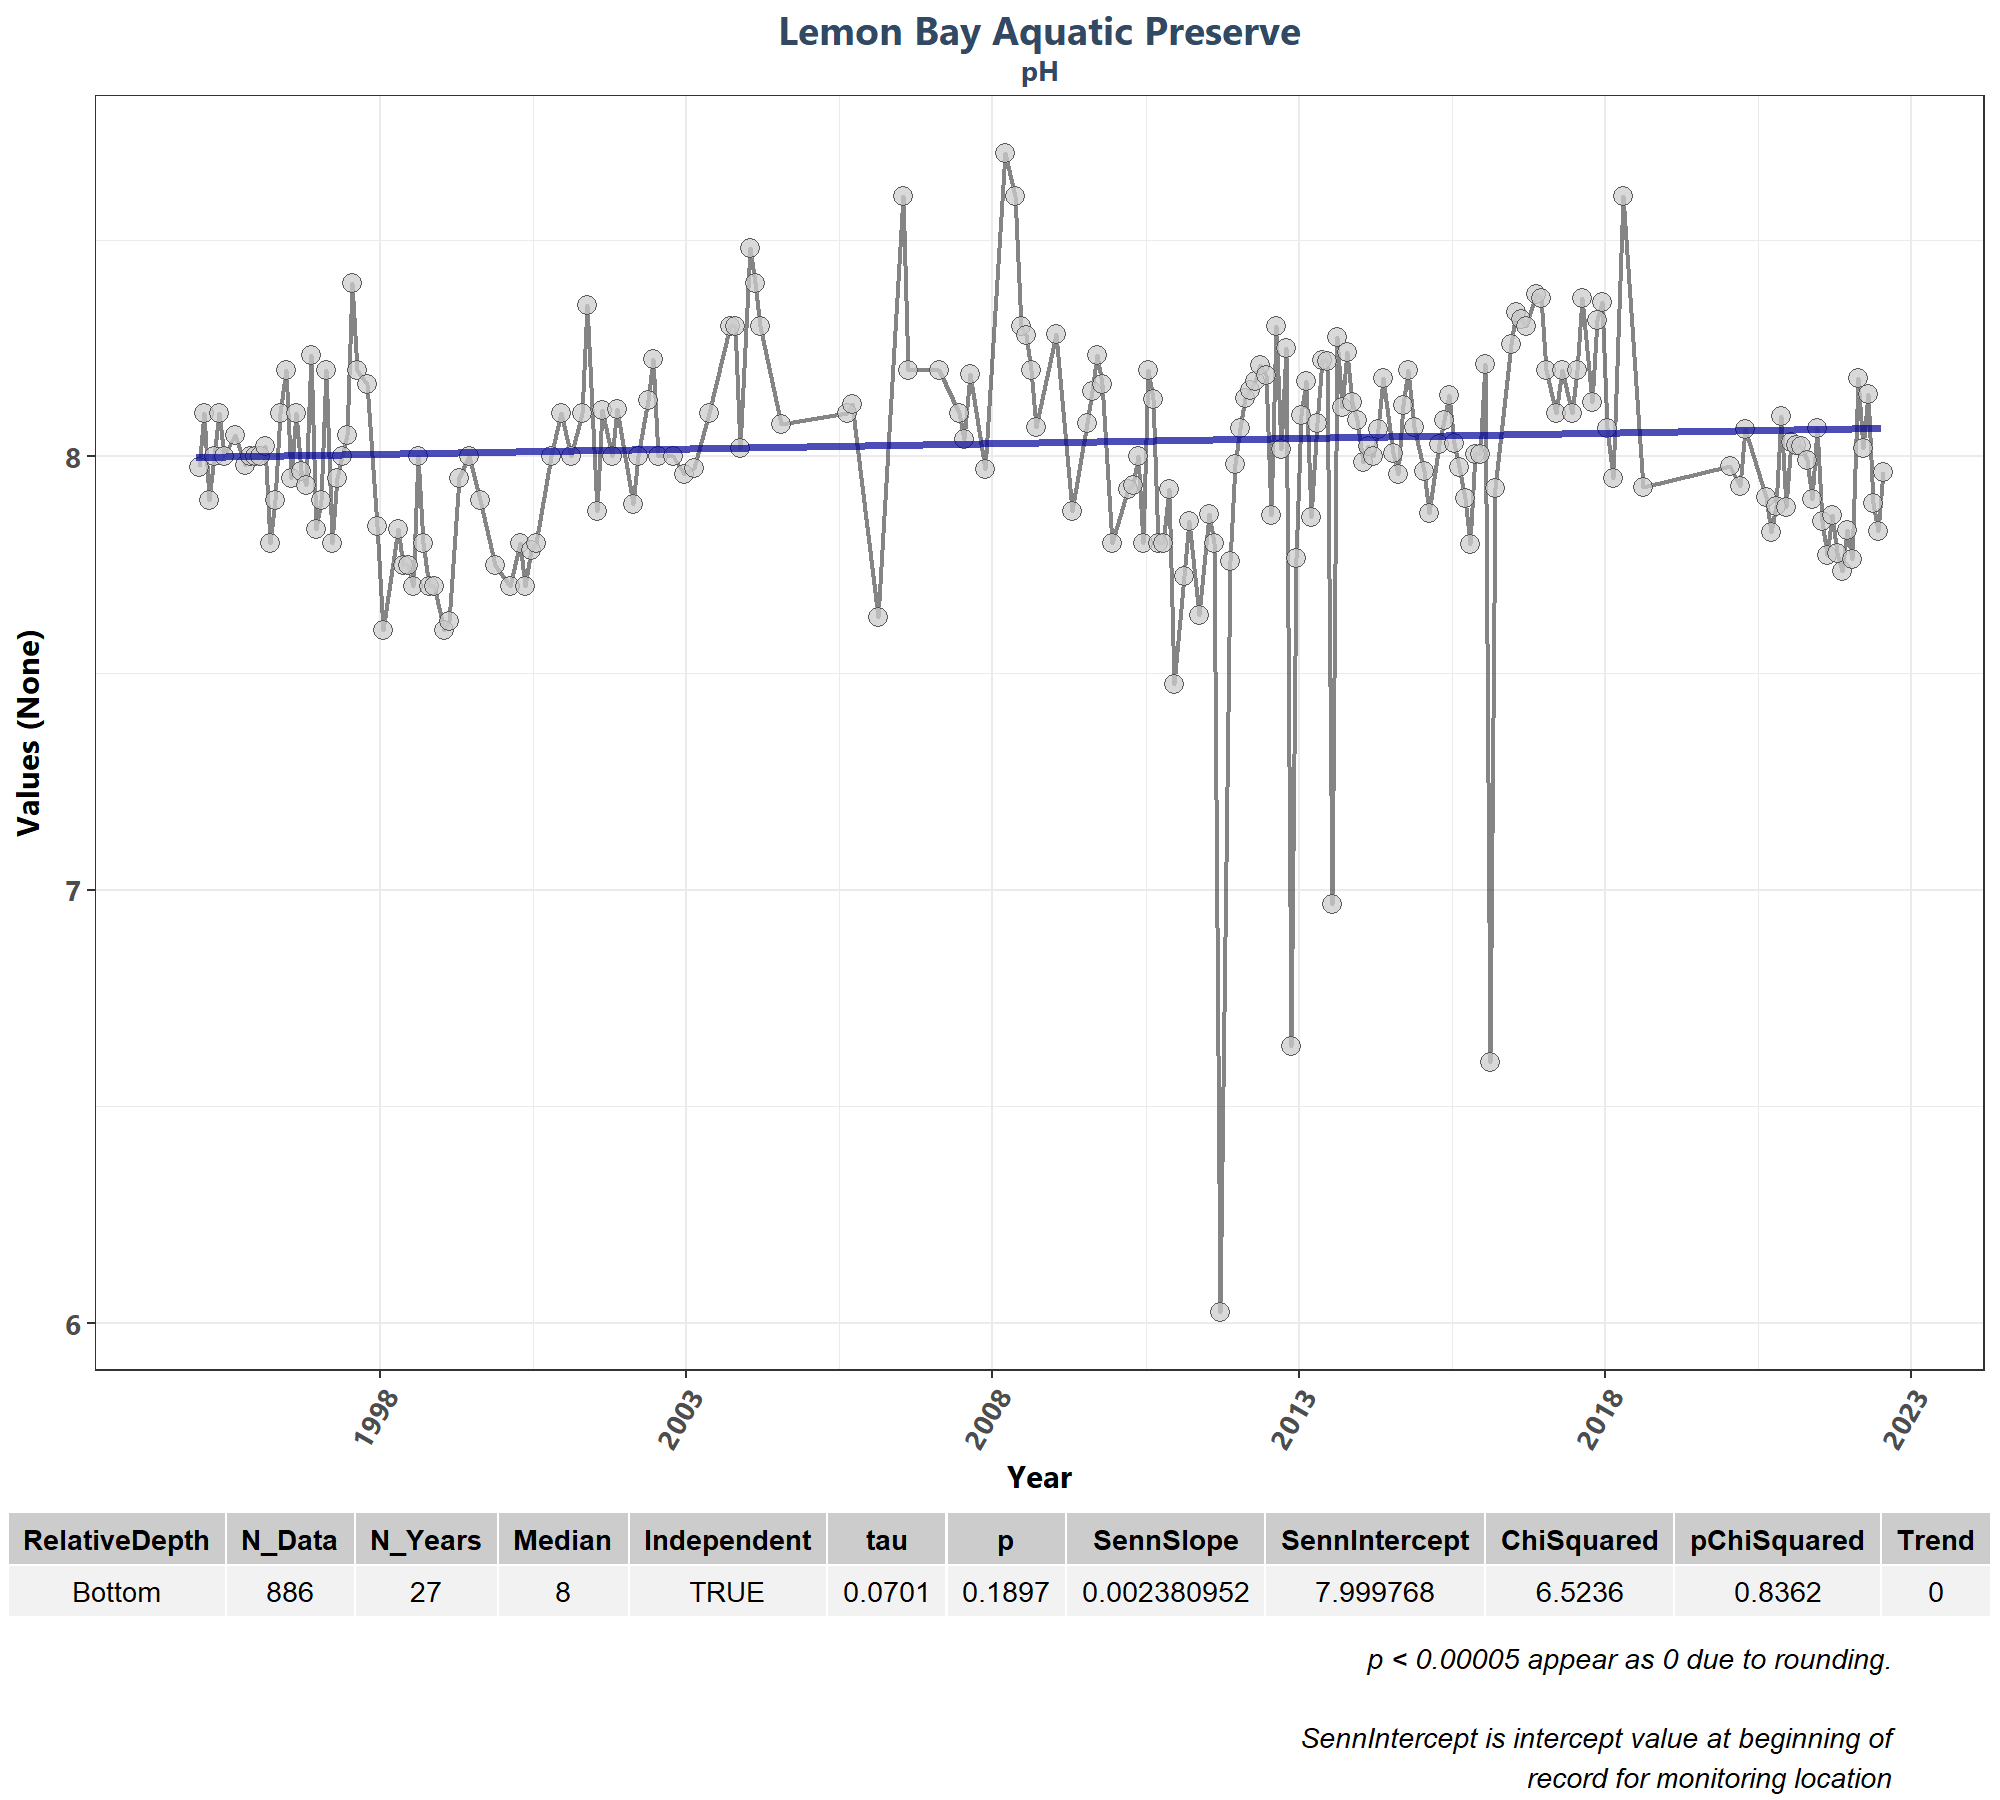 Lemon Bay Aquatic Preserve
pH
Values (None)
8
7
6
1998 2003 2008 2013 2018 2023
Year
RelativeDepth N_Data N_Years Median Independent tau p SennSlope SennIntercept ChiSquared pChiSquared Trend
Bottom 886 27 8 TRUE 0.0701 0.1897 0.002380952 7.999768 6.5236 0.8362 0
p < 0.00005 appear as 0 due to rounding.
SennIntercept is intercept value at beginning of
record for monitoring location